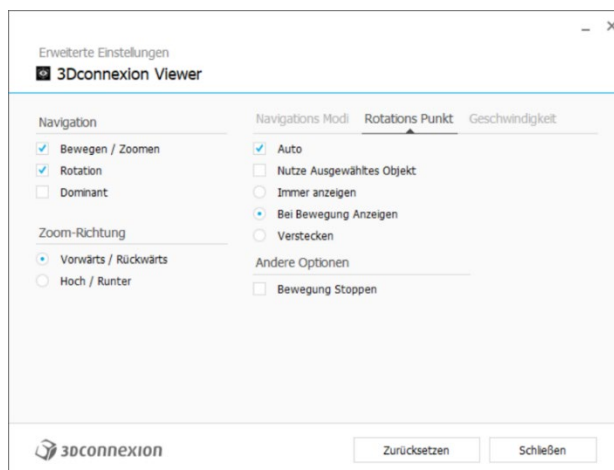 Erweiterte Einstellungen
3Dconnexion Viewer
Navigation
Bewegen / Zoomen
Rotation
Dominant
Zoom-Richtung
Vorwärts / Rückwärts
Hoch / Runter
Navigations Modi Rotations Punkt Geschwindigkeit
Auto
Nutze Ausgewähltes Objekt
Immer anzeigen
Bei Bewegung Anzeigen
Verstecken
Andere Optionen
Bewegung Stoppen
3Dconnexion
Zurücksetzen Schließen